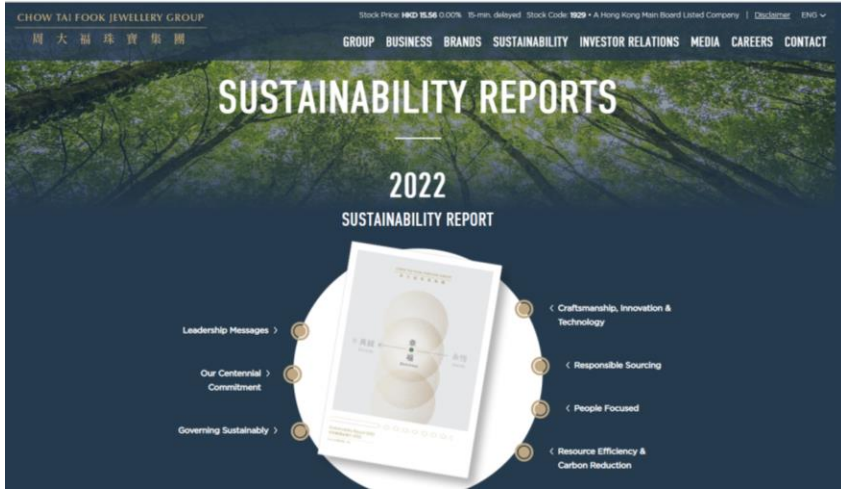 CHOW TAI FOOK JEWELLERY GROUP
周大福珠寶集團
Stock Price: HKD 15.56 0.00% 15-min. delayed Stock Code: 1929 • A Hong Kong Main Board Listed Company | Disclaimer ENG
GROUP BUSINESS BRANDS SUSTAINABILITY INVESTOR RELATIONS MEDIA CAREERS CONTACT
SUSTAINABILITY REPORTS
2022
SUSTAINABILITY REPORT
Leadership Messages >
Our Centennial >
Commitment
Governing Sustainably >
< Craftsmanship, Innovation &
Technology
< Responsible Sourcing
< People Focused
< Resource Efficiency &
Carbon Reduction